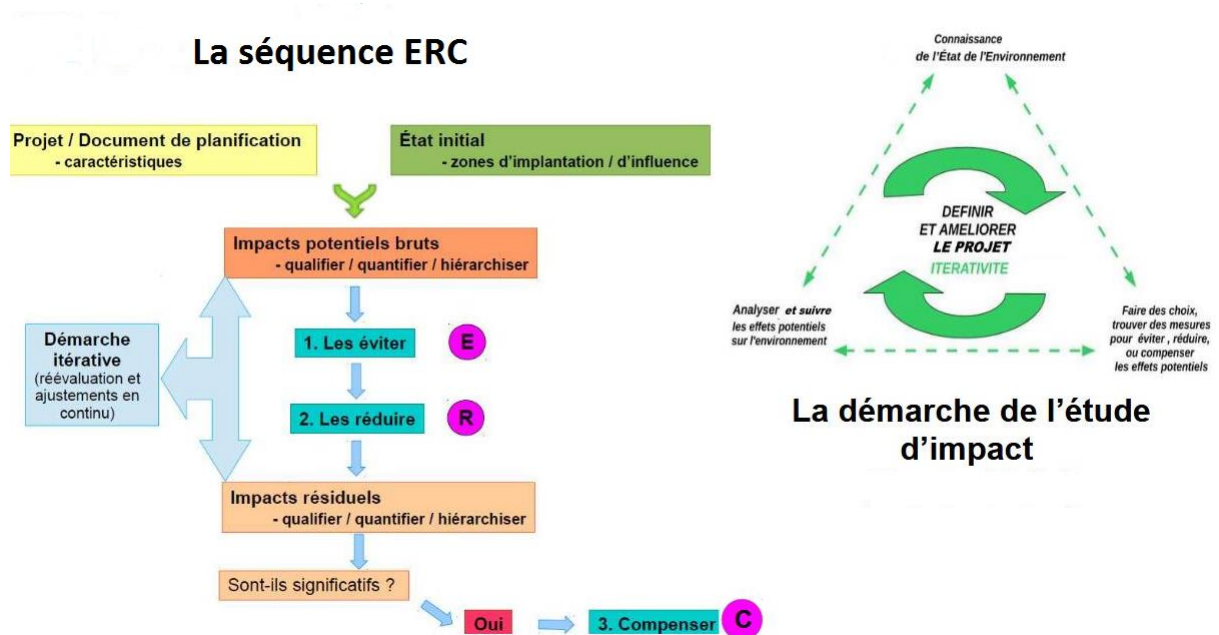 La séquence ERC
Projet / Document de planification
- caractéristiques
État initial
- zones d'implantation / d'influence
Impacts potentiels bruts
- qualifier / quantifier / hiérarchiser
Démarche
itérative
(réévaluation et
ajustements en
continu)
1. Les éviter
E
2. Les réduire
R
Impacts résiduels
- qualifier / quantifier / hiérarchiser
Sont-ils significatifs ?
Oui
3. Compenser
C
Connaissance
de l'État de l'Environnement
DEFINIR
ET AMELIORER
LE PROJET
ITERATIVITE
Analyser et suivre
les effets potentiels
sur l'environnement
Faire des choix,
trouver des mesures
pour éviter , réduire,
ou compenser
les effets potentiels
La démarche de l'étude
d'impact